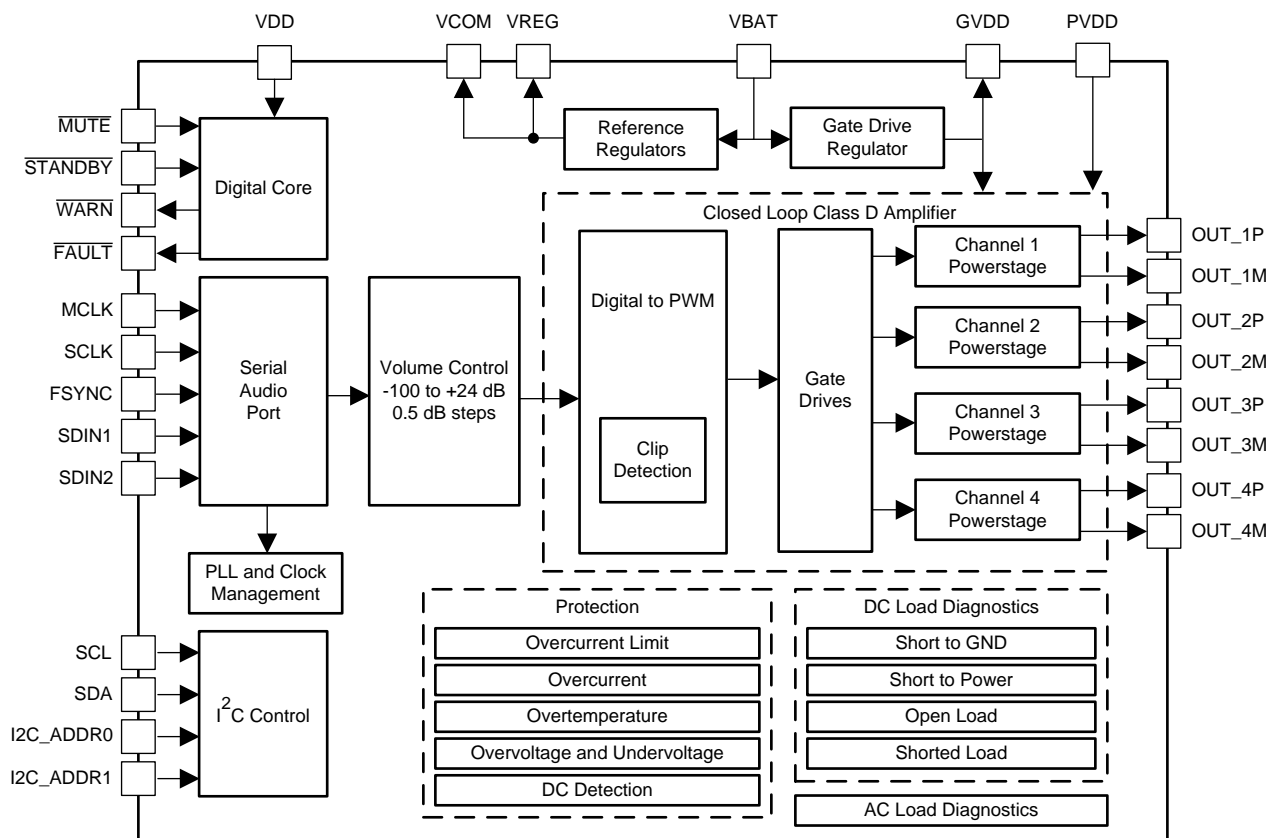 VDD
VCOM
VREG
VBAT
GVDD
PVDD
MUTE
STANDBY
WARN
FAULT
MCLK
SCLK
FSYNC
SDIN1
SDIN2
SCL
SDA
I2C_ADDR0
I2C_ADDR1
Digital Core
Reference
Regulators
Gate Drive
Regulator
Serial
Audio
Port
Volume Control
-100 to +24 dB
0.5 dB steps
PLL and Clock
Management
I²C Control
Closed Loop Class D Amplifier
Digital to PWM
Clip
Detection
Gate
Drives
Channel 1
Powerstage
Channel 2
Powerstage
Channel 3
Powerstage
Channel 4
Powerstage
OUT_1P
OUT_1M
OUT_2P
OUT_2M
OUT_3P
OUT_3M
OUT_4P
OUT_4M
Protection
Overcurrent Limit
Overcurrent
Overtemperature
Overvoltage and Undervoltage
DC Detection
DC Load Diagnostics
Short to GND
Short to Power
Open Load
Shorted Load
AC Load Diagnostics